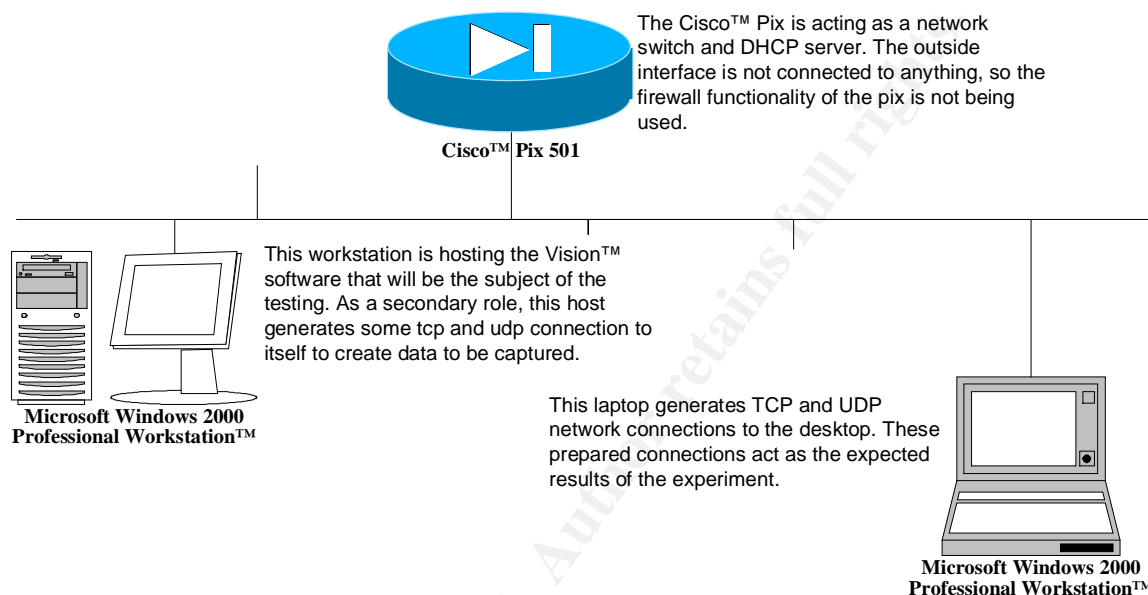 The Cisco™ Pix is acting as a network
switch and DHCP server. The outside
interface is not connected to anything, so the
firewall functionality of the pix is not being
used.
Cisco™ Pix 501
This workstation is hosting the Vision™
software that will be the subject of the
testing. As a secondary role, this host
generates some tcp and udp connection to
itself to create data to be captured.
Microsoft Windows 2000
Professional Workstation™
This laptop generates TCP and UDP
network connections to the desktop. These
prepared connections act as the expected
results of the experiment.
Microsoft Windows 2000
Professional Workstation™
Author retains full rights